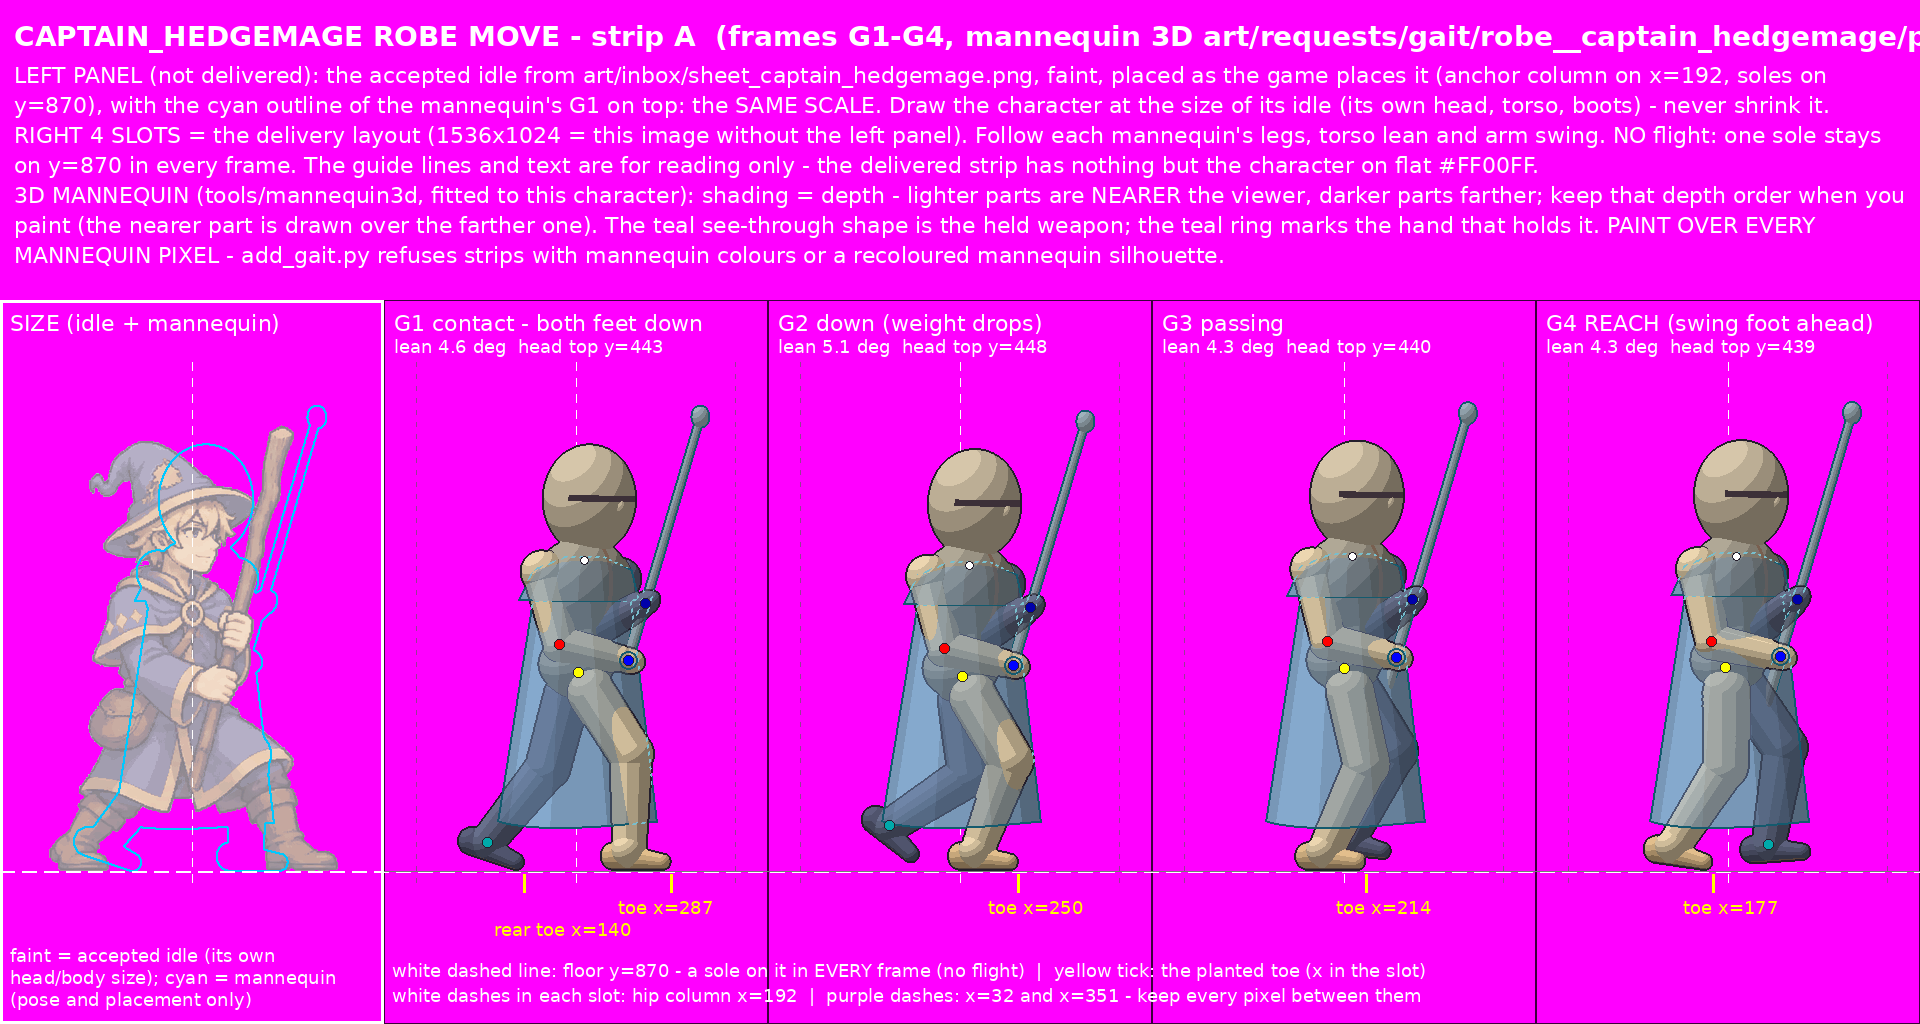 CAPTAIN_HEDGEMAGE ROBE MOVE - strip A (frames G1-G4, mannequin 3D art/requests/gait/robe__captain_hedgemage/p
LEFT PANEL (not delivered): the accepted idle from art/inbox/sheet_captain_hedgemage.png, faint, placed as the game places it (anchor column on x=192, soles on
y=870), with the cyan outline of the mannequin's G1 on top: the SAME SCALE. Draw the character at the size of its idle (its own head, torso, boots) - never shrink it.
RIGHT 4 SLOTS = the delivery layout (1536x1024 = this image without the left panel). Follow each mannequin's legs, torso lean and arm swing. NO flight: one sole stays
on y=870 in every frame. The guide lines and text are for reading only - the delivered strip has nothing but the character on flat #FF00FF.
3D MANNEQUIN (tools/mannequin3d, fitted to this character): shading = depth - lighter parts are NEARER the viewer, darker parts farther; keep that depth order when you
paint (the nearer part is drawn over the farther one). The teal see-through shape is the held weapon; the teal ring marks the hand that holds it. PAINT OVER EVERY
MANNEQUIN PIXEL - add_gait.py refuses strips with mannequin colours or a recoloured mannequin silhouette.
SIZE (idle + mannequin)
G1 contact - both feet down
lean 4.6 deg head top y=443
G2 down (weight drops)
lean 5.1 deg head top y=448
G3 passing
lean 4.3 deg head top y=440
G4 REACH (swing foot ahead)
lean 4.3 deg head top y=439
toe x=287
rear toe x=140
toe x=250
toe x=214
toe x=177
faint = accepted idle (its own
head/body size); cyan = mannequin
(pose and placement only)
white dashed line: floor y=870 - a sole on it in EVERY frame (no flight) | yellow tick: the planted toe (x in the slot)
white dashes in each slot: hip column x=192 | purple dashes: x=32 and x=351 - keep every pixel between them